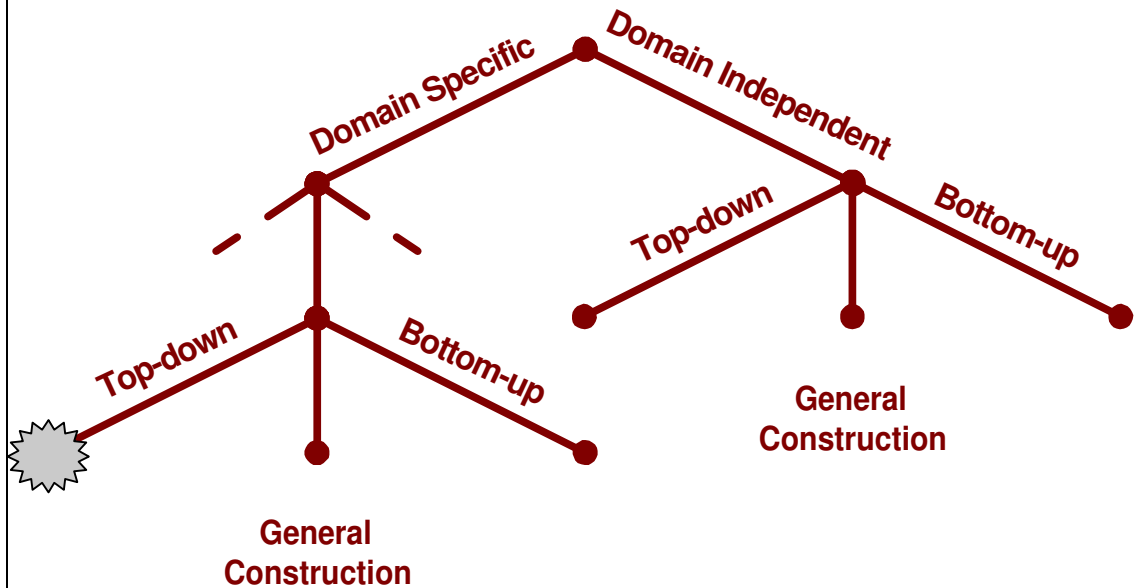 Domain Specific
Domain Independent
Top-down
Bottom-up
Top-down
Bottom-up
General
Construction
General
Construction